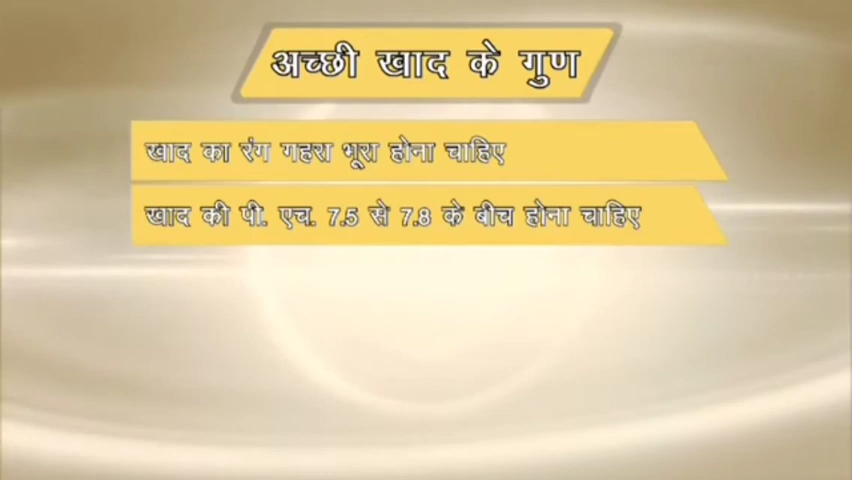 अच्छी खाद के गुण
खाद का रंग गहरा भूरा होना चाहिए
खाद की पी. एच. 7.5 से 7.8 के बीच होना चाहिए